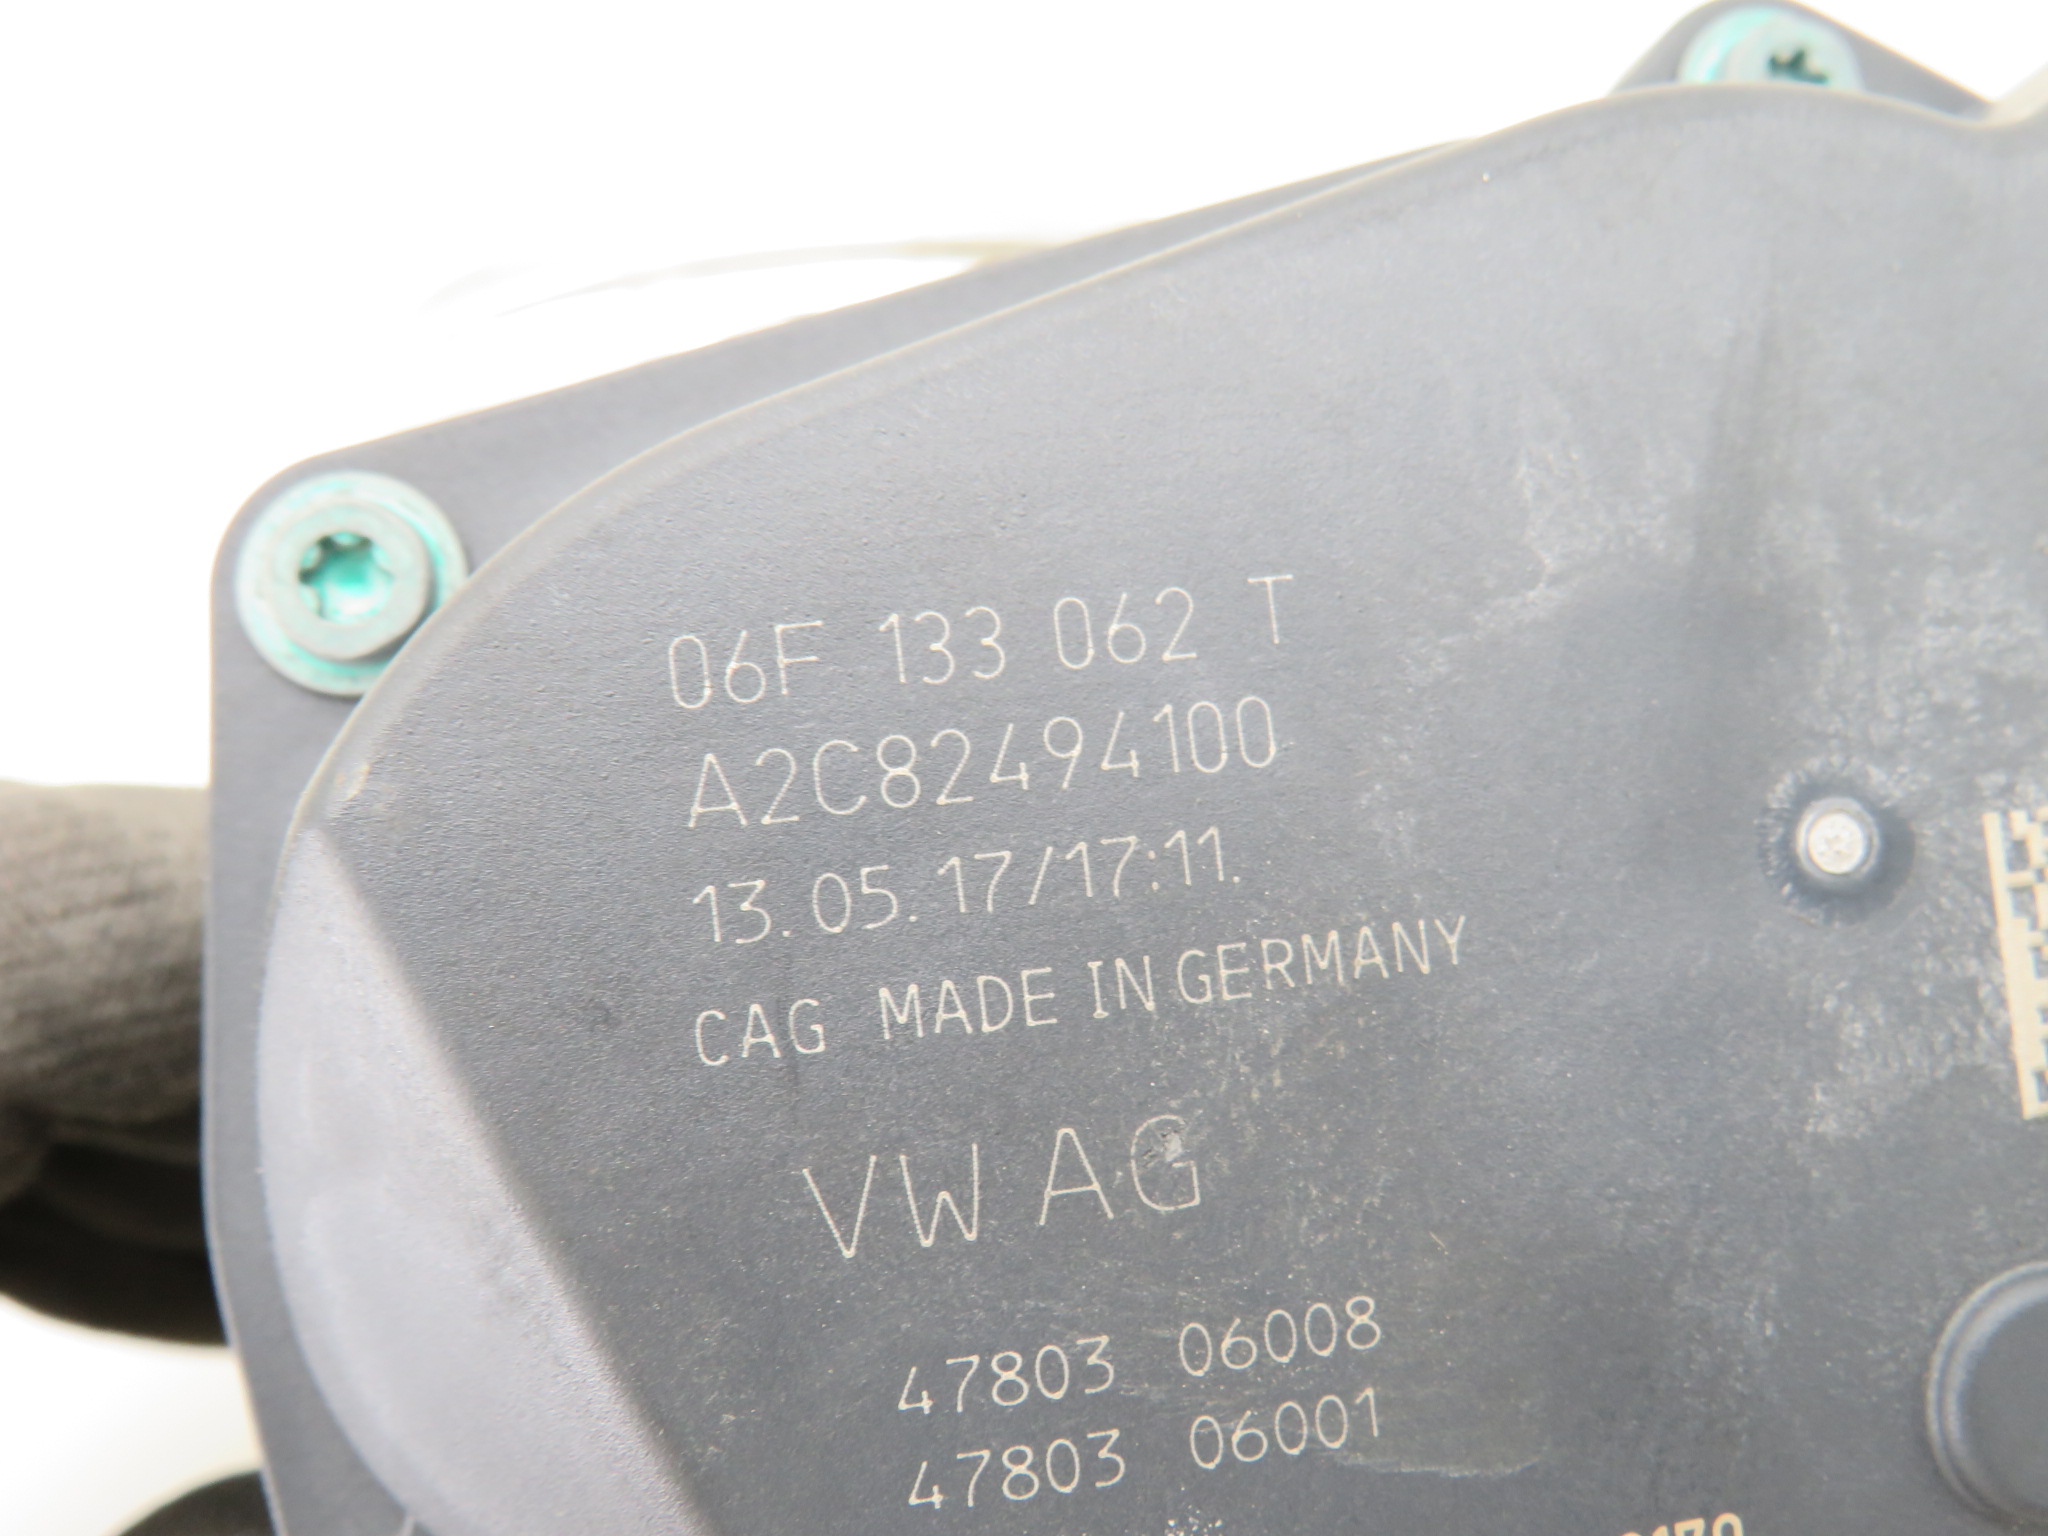 06F 133 062 T
A2C82494100
13.05.17/17:11.
CAG MADE IN GERMANY
VW AG
47803 06008
47803 06001